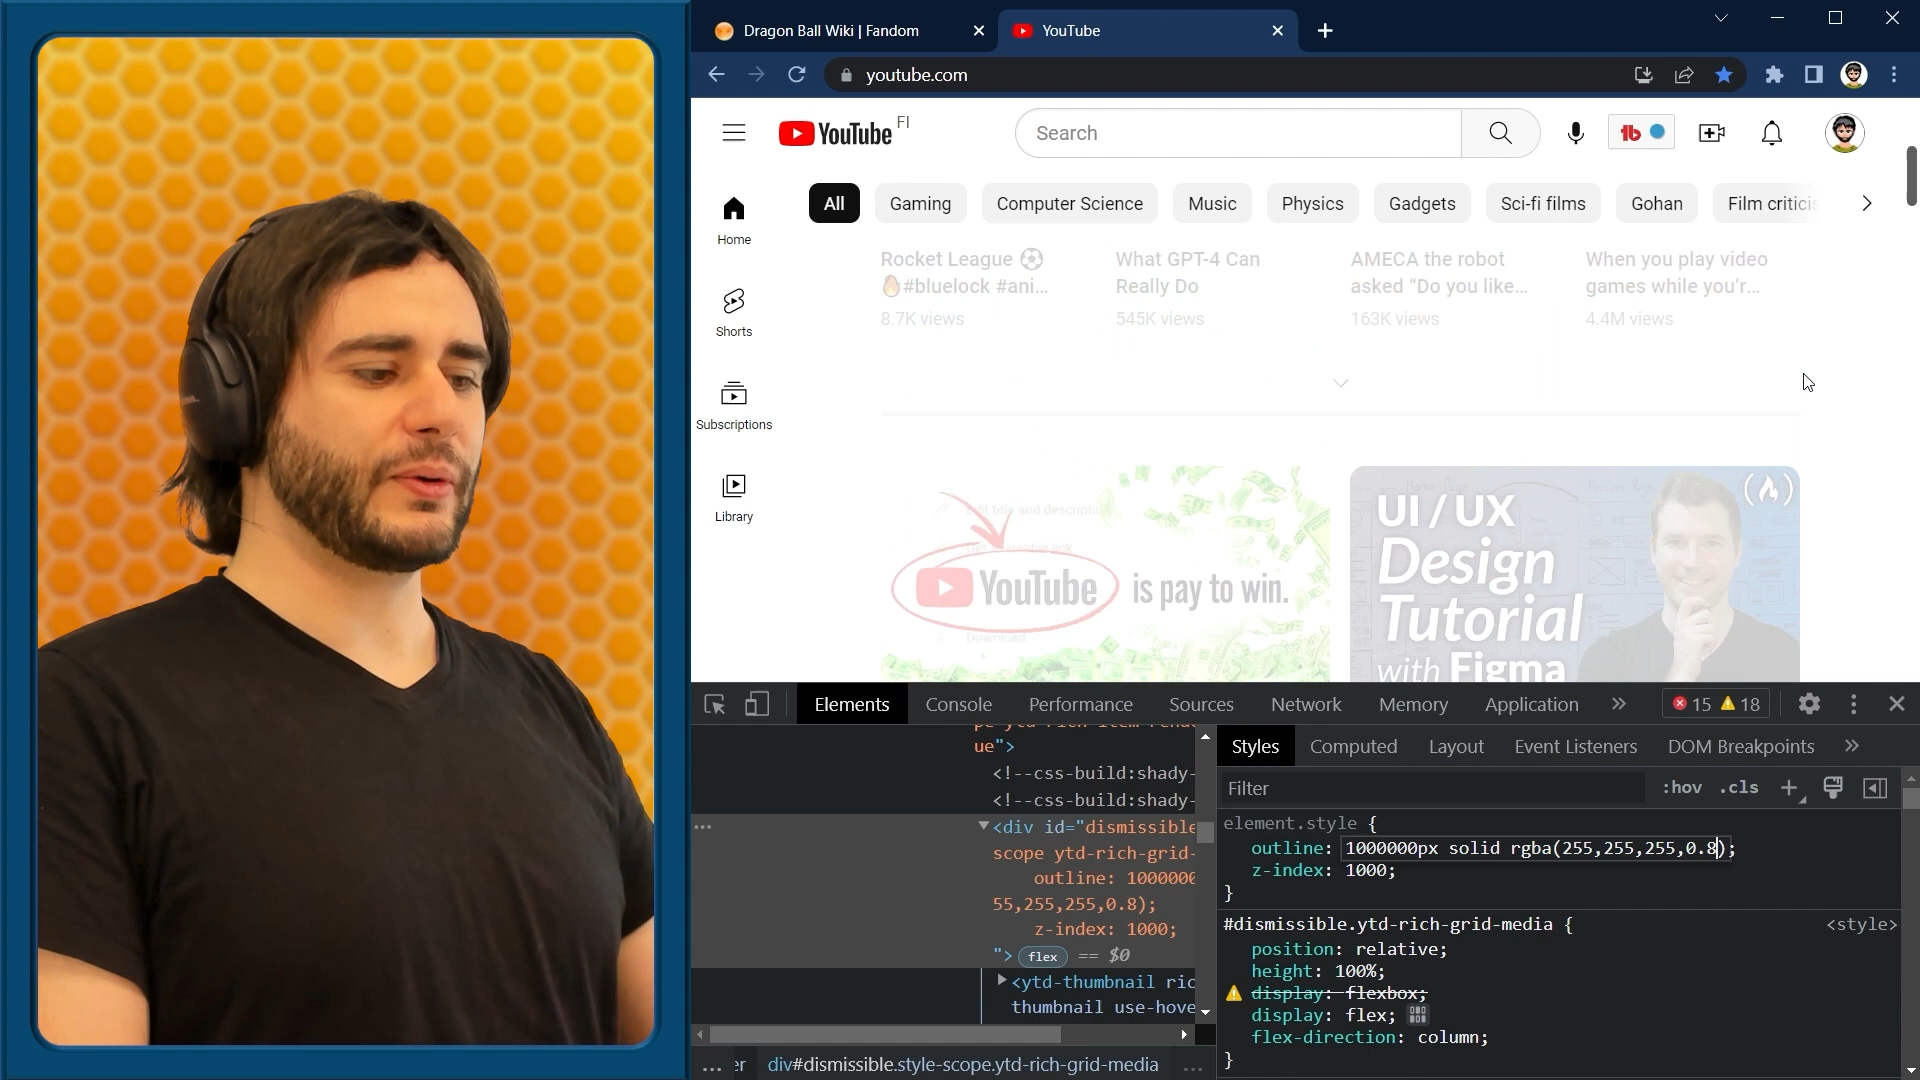 Dragon Ball Wiki | Fandom
YouTube
youtube.com
YouTube FI
Search
All
Gaming
Computer Science
Music
Physics
Gadgets
Sci-fi films
Gohan
Film criticis
Home
Shorts
Subscriptions
Library
Rocket League ⚽
🔥#bluelock #ani...
8.7K views
What GPT-4 Can
Really Do
545K views
AMECA the robot
asked “Do you like...
163K views
When you play video
games while you’r...
4.4M views
Edit title and description
YouTube is pay to win.
Download
UI / UX
Design
Tutorial
with Figma
Elements
Console
Performance
Sources
Network
Memory
Application
»
15
18
ue">
<!--css-build:shady-
<!--css-build:shady-
<div id="dismissible
scope ytd-rich-grid-
outline: 1000000
55,255,255,0.8);
z-index: 1000;
"> flex == $0
<ytd-thumbnail ric
thumbnail use-hove
... er div#dismissible.style-scope.ytd-rich-grid-media ...
Styles
Computed
Layout
Event Listeners
DOM Breakpoints
»
Filter
:hov .cls +
element.style {
outline: 1000000px solid rgba(255,255,255,0.8);
z-index: 1000;
}
#dismissible.ytd-rich-grid-media { <style>
position: relative;
height: 100%;
display: flexbox;
display: flex;
flex-direction: column;
}